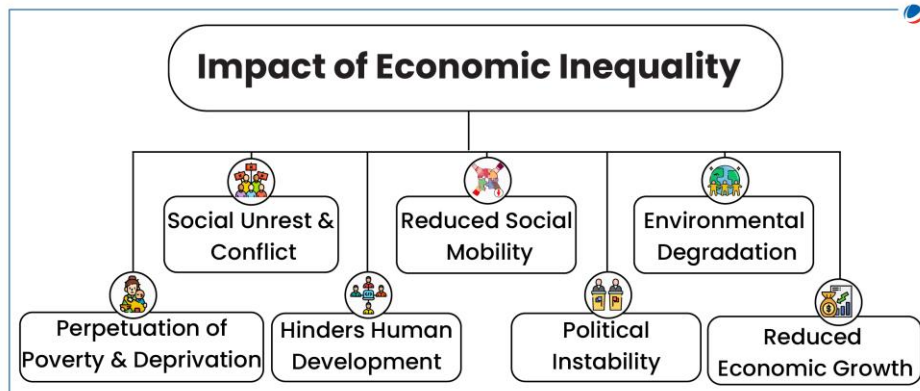 Impact of Economic Inequality
Social Unrest &
Conflict
Reduced Social
Mobility
Environmental
Degradation
Perpetuation of
Poverty & Deprivation
Hinders Human
Development
Political
Instability
Reduced
Economic Growth